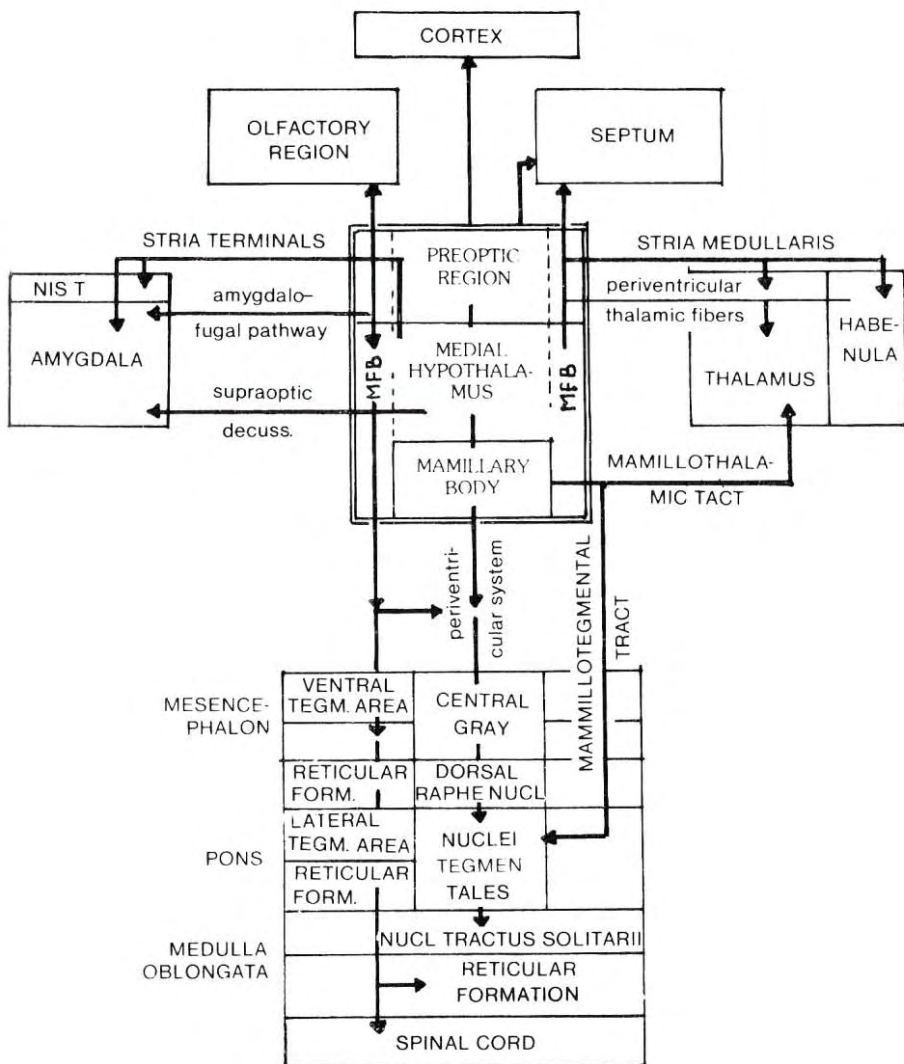 CORTEX
OLFACTORY
REGION
SEPTUM
STRIA TERMINALS
PREOPTIC
REGION
STRIA MEDULLARIS
NIS T
amygdalo–
fugal pathway
periventricular
thalamic fibers
HABE-
NULA
AMYGDALA
MFB
MEDIAL
HYPOTHALA-
MUS
MFB
THALAMUS
supraoptic
decuss.
MAMILLARY
BODY
MAMILLOTHALA-
MIC TACT
periventri-
cular system
MAMMILLOTEGMENTAL
TRACT
MESENCE-
PHALON
VENTRAL
TEGM. AREA
CENTRAL
GRAY
RETICULAR
FORM.
DORSAL
RAPHE NUCL
PONS
LATERAL
TEGM. AREA
RETICULAR
FORM.
NUCLEI
TEGMEN
TALES
MEDULLA
OBLONGATA
NUCL TRACTUS SOLITARII
RETICULAR
FORMATION
SPINAL CORD